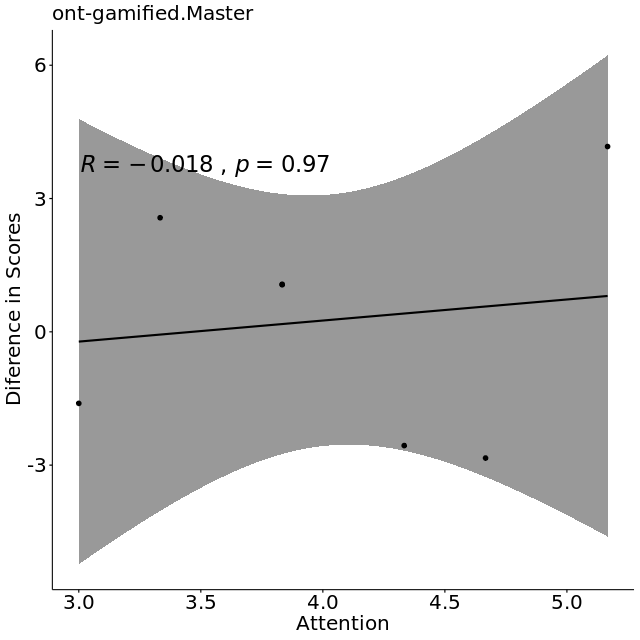 ont-gamified.Master
6
3
0
-3
R = −0.018 , p = 0.97
Diference in Scores
3.0 3.5 4.0 4.5 5.0
Attention